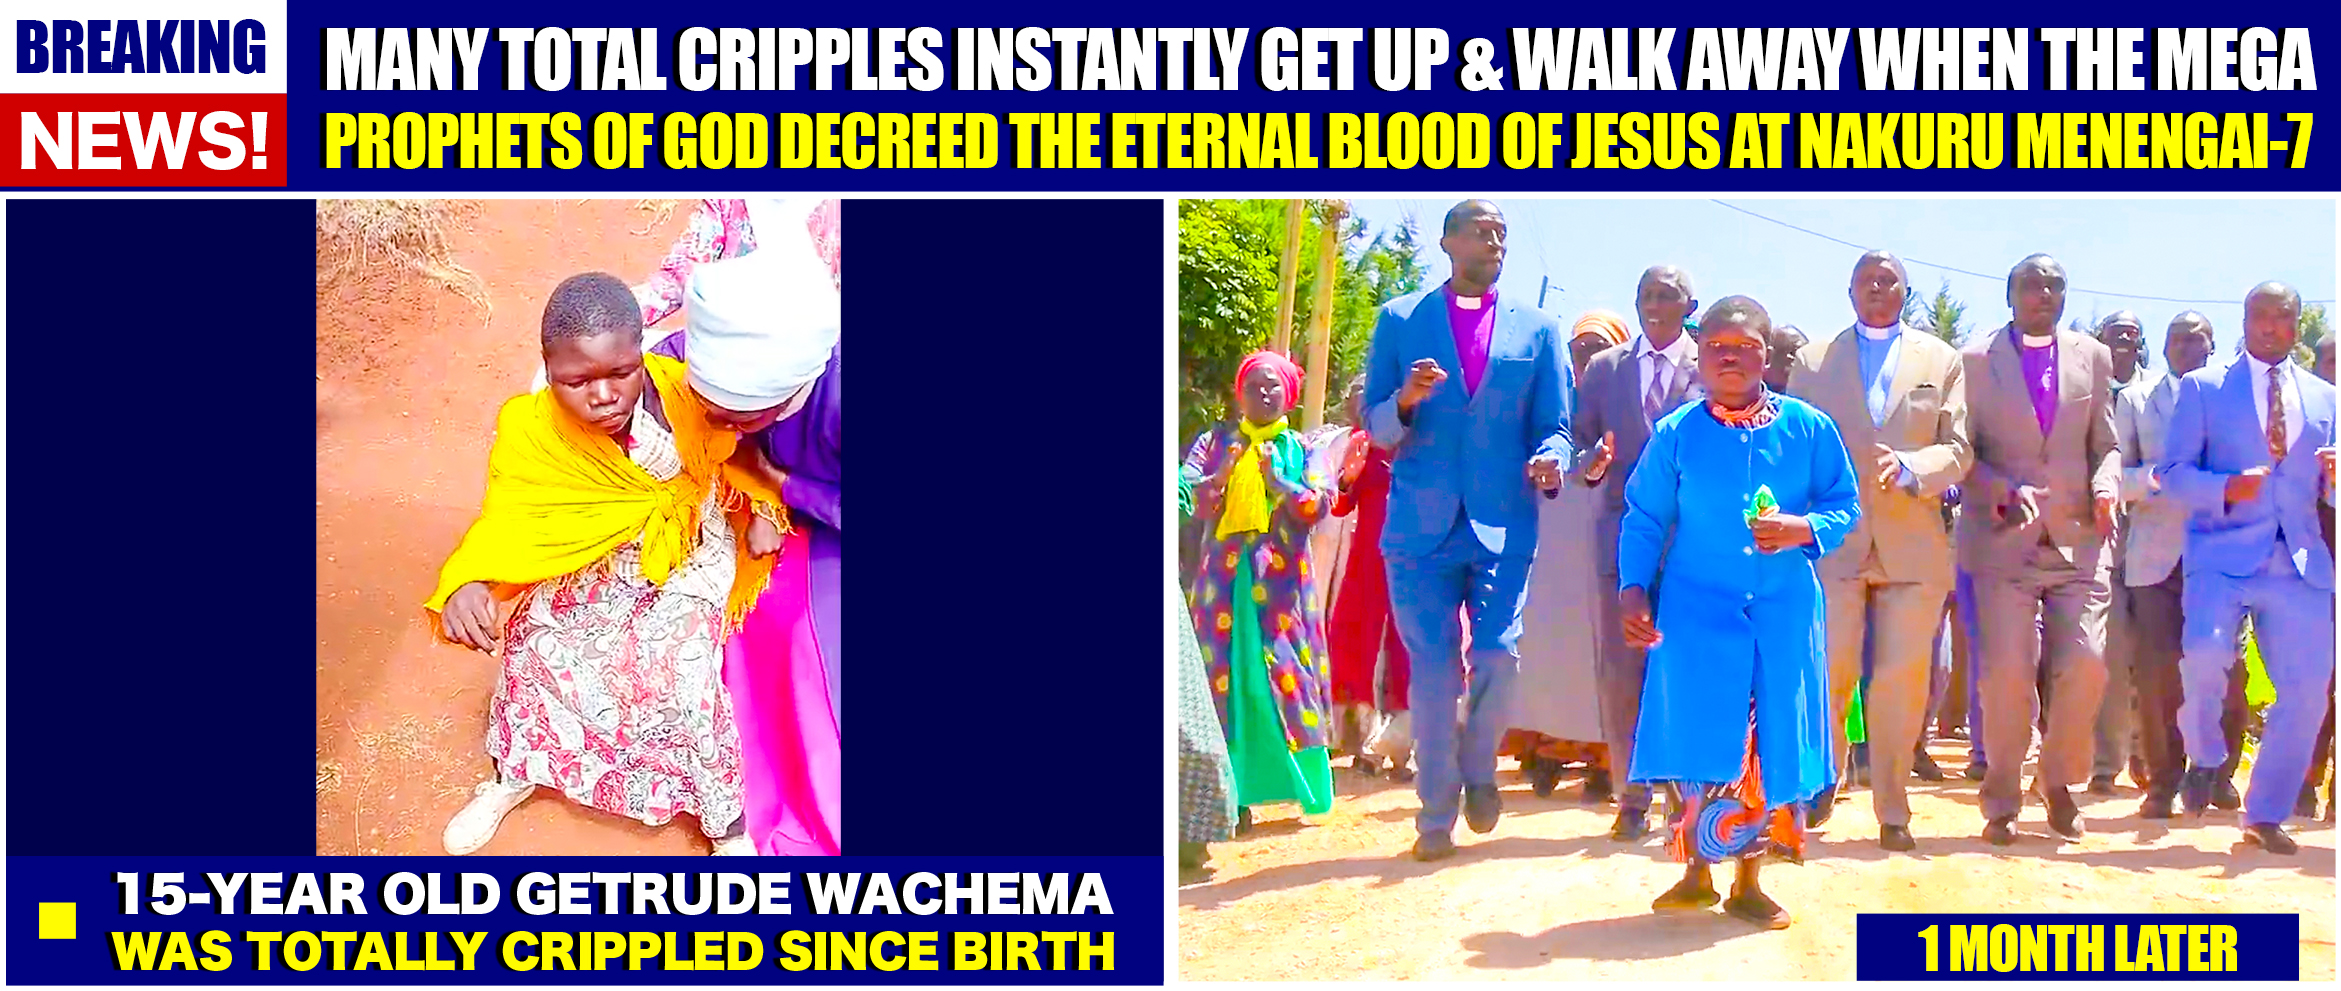 BREAKING
NEWS!
MANY TOTAL CRIPPLES INSTANTLY GET UP & WALK AWAY WHEN THE MEGA
PROPHETS OF GOD DECREED THE ETERNAL BLOOD OF JESUS AT NAKURU MENENGAI-7
15-YEAR OLD GETRUDE WACHEMA
WAS TOTALLY CRIPPLED SINCE BIRTH
1 MONTH LATER